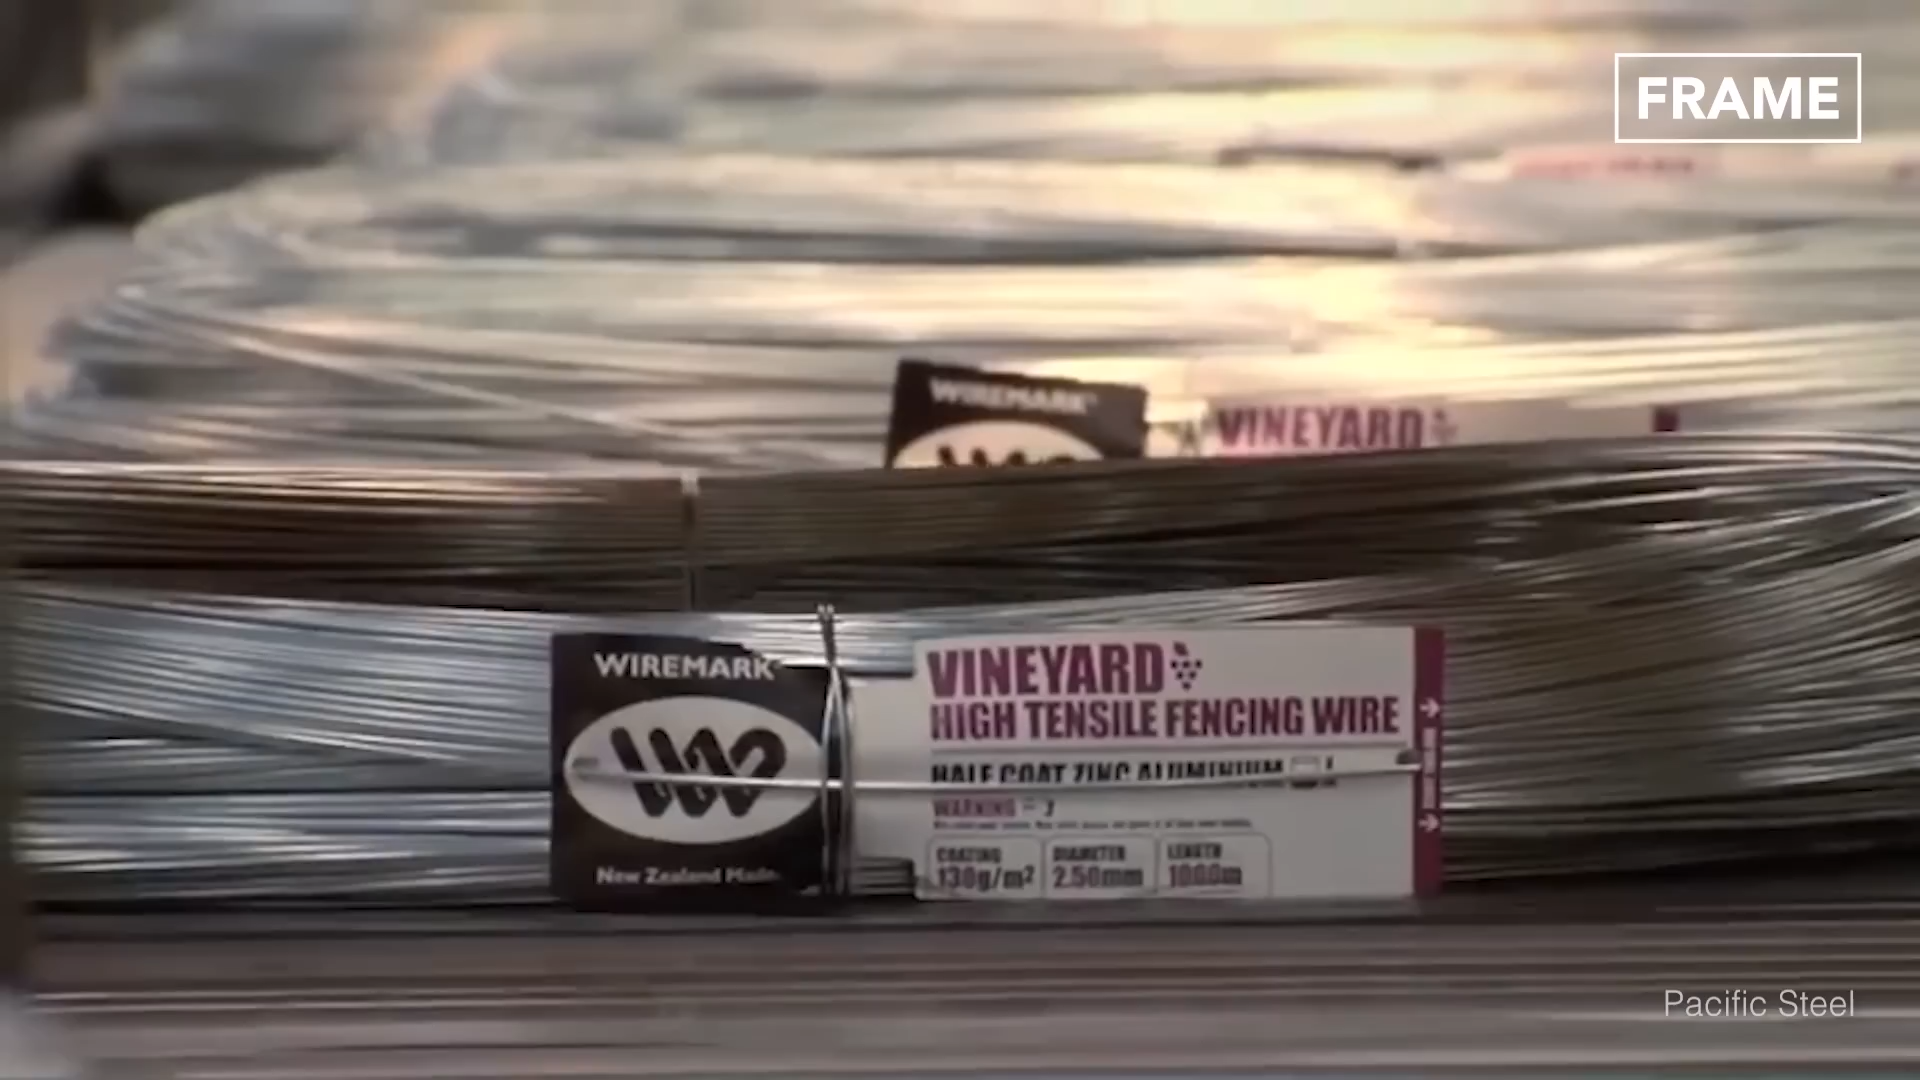 FRAME
WIREMARK
VINEYARD
WIREMARK
New Zealand Made
VINEYARD
HIGH TENSILE FENCING WIRE
HALF COAT ZINC ALUMINIUM
WARNING
COATING
130g/m²
DIAMETER
2.50mm
LENGTH
1000m
Pacific Steel